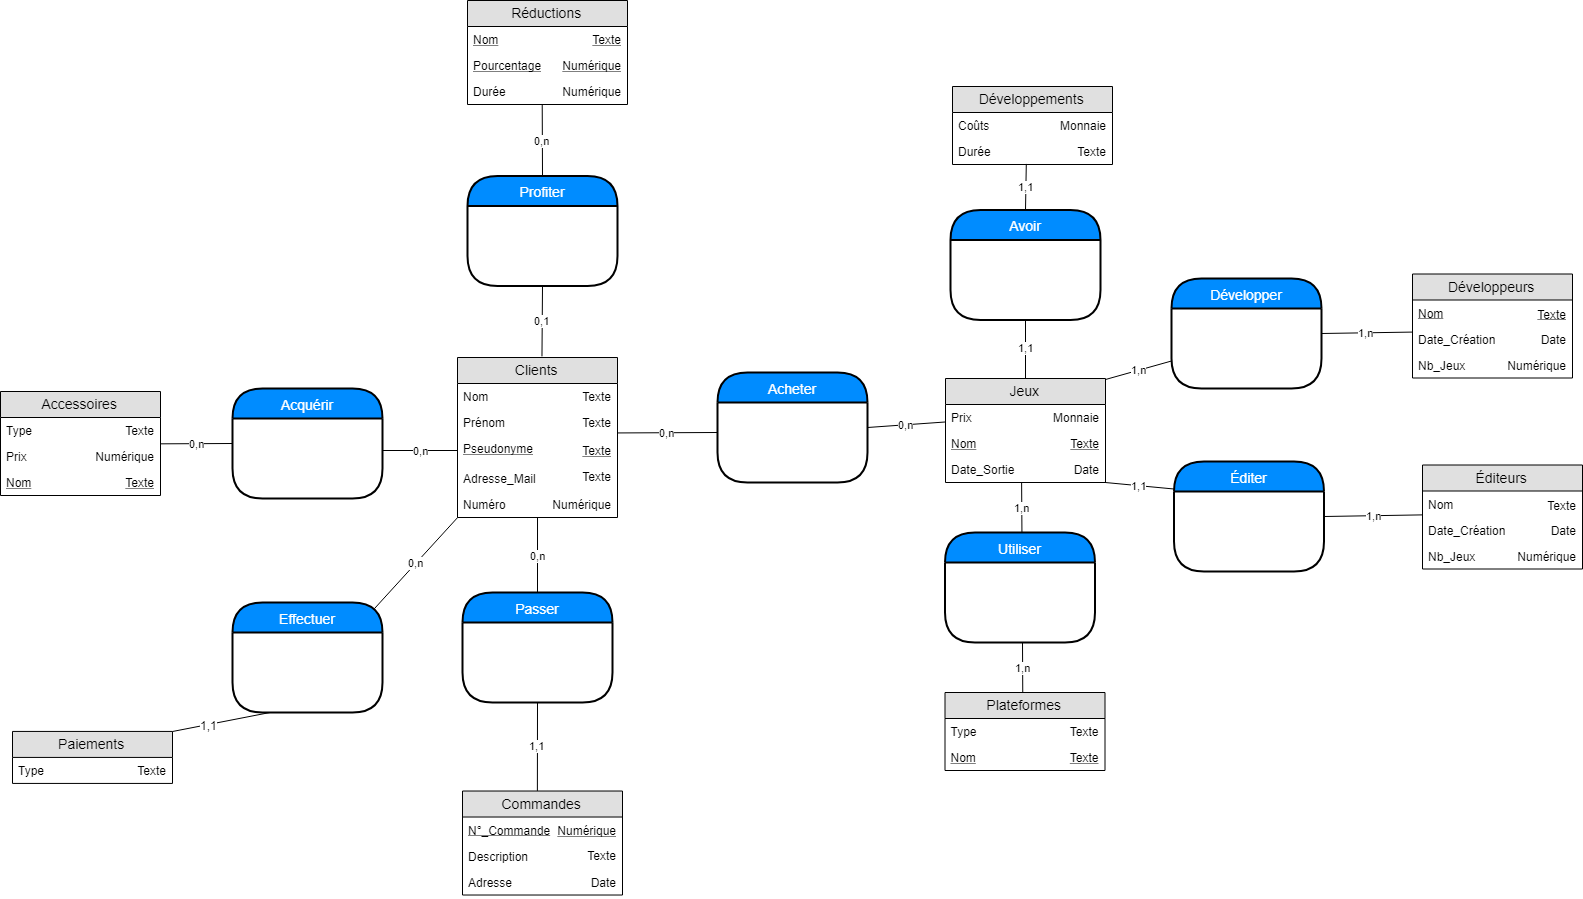 Réductions
Nom Texte
Pourcentage Numérique
Durée Numérique
0,n
Profiter
0,1
Développements
Coûts Monnaie
Durée Texte
1,1
Avoir
1,1
Développer
1,n
1,n
Développeurs
Nom Texte
Date_Création Date
Nb_Jeux Numérique
Accessoires
Type Texte
Prix Numérique
Nom Texte
0,n
Acquérir
0,n
Clients
Nom Texte
Prénom Texte
Pseudonyme Texte
Adresse_Mail Texte
Numéro Numérique
0,n
Acheter
0,n
Jeux
Prix Monnaie
Nom Texte
Date_Sortie Date
1,1
Éditer
1,n
Éditeurs
Nom Texte
Date_Création Date
Nb_Jeux Numérique
0,n
Effectuer
1,1
Paiements
Type Texte
0,n
Passer
1,1
Commandes
N°_Commande Numérique
Description Texte
Adresse Date
1,n
Utiliser
1,n
Plateformes
Type Texte
Nom Texte